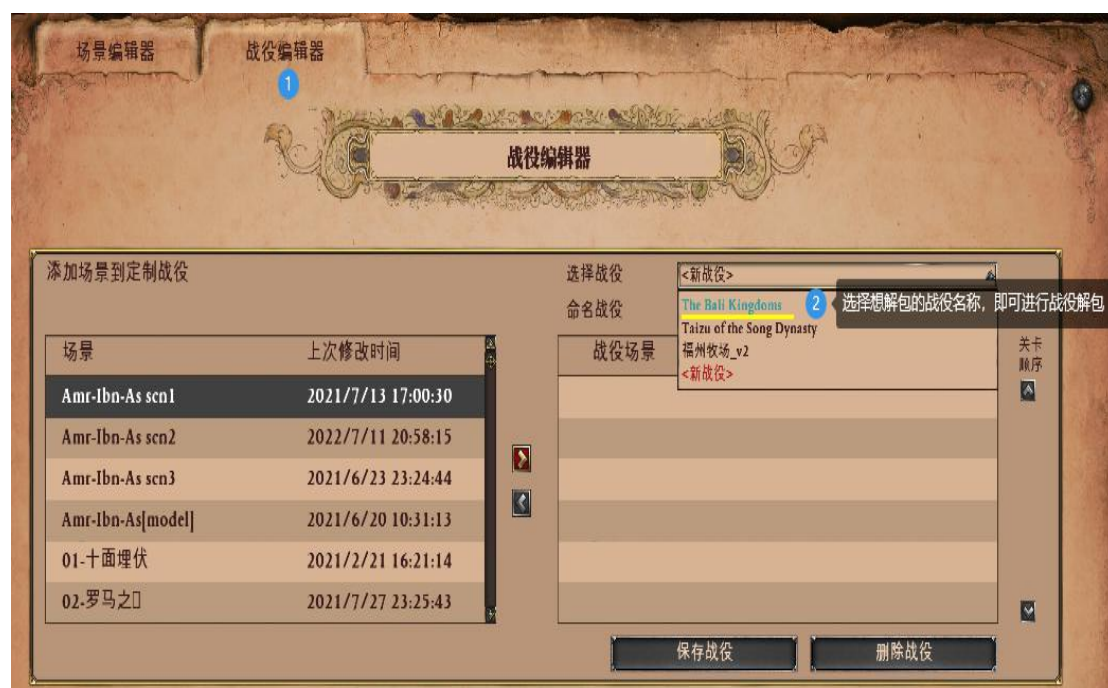 场景编辑器
战役编辑器
1
战役编辑器
添加场景到定制战役
选择战役
<新战役>
命名战役
The Bali Kingdoms
2
选择想解包的战役名称，即可进行战役解包
Taizu of the Song Dynasty
福州牧场_v2
<新战役>
场景
上次修改时间
战役场景
关卡
顺序
Amr-Ibn-As scn1
2021/7/13 17:00:30
Amr-Ibn-As scn2
2022/7/11 20:58:15
Amr-Ibn-As scn3
2021/6/23 23:24:44
Amr-Ibn-As[model]
2021/6/20 10:31:13
01-十面埋伏
2021/2/21 16:21:14
02-罗马之▯
2021/7/27 23:25:43
保存战役
删除战役